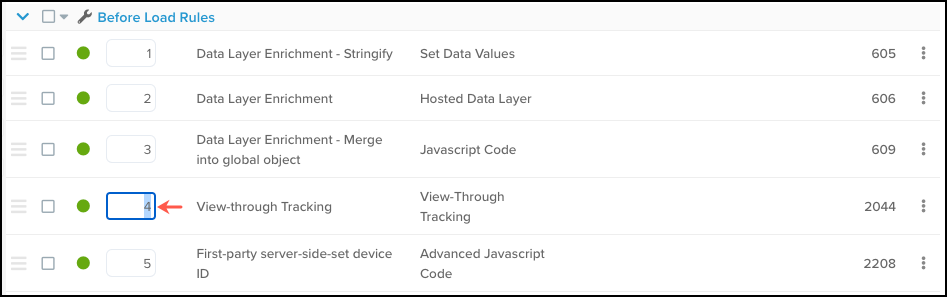 Before Load Rules
1 Data Layer Enrichment - Stringify Set Data Values 605
2 Data Layer Enrichment Hosted Data Layer 606
3 Data Layer Enrichment - Merge
into global object Javascript Code 609
4 View-through Tracking View-Through
Tracking 2044
5 First-party server-side-set device
ID Advanced Javascript
Code 2208